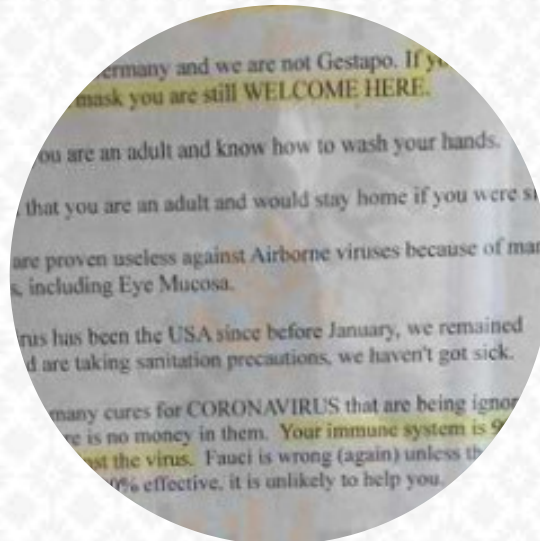 ermany and we are not Gestapo. If
mask you are still WELCOME HERE.
ou are an adult and know how to wash your hands.
that you are an adult and would stay home if you were
are proven useless against Airborne viruses because of
including Eye Mucosa.
rus has been the USA since before January, we remained
d are taking sanitation precautions, we haven't got sick.
many cures for CORONAVIRUS that are being
re is no money in them. Your immune system is
the virus. Fauci is wrong (again) unless
effective, it is unlikely to help you.